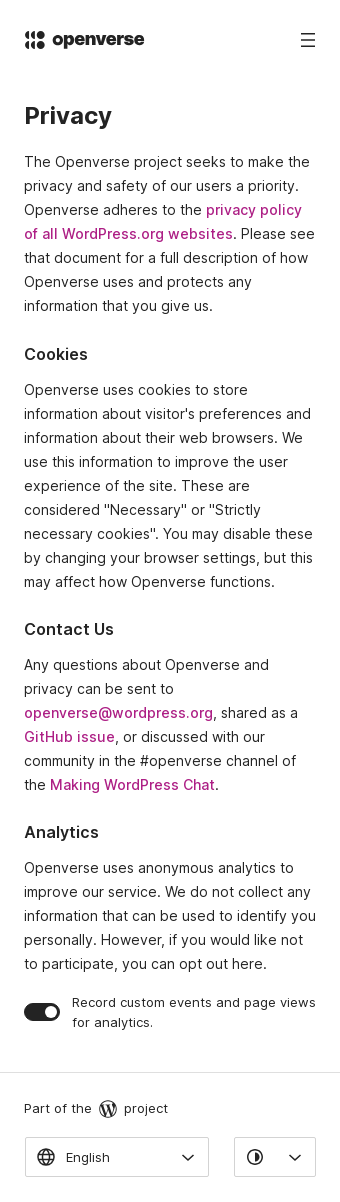 openverse
Privacy
The Openverse project seeks to make the
privacy and safety of our users a priority.
Openverse adheres to the privacy policy
of all WordPress.org websites. Please see
that document for a full description of how
Openverse uses and protects any
information that you give us.
Cookies
Openverse uses cookies to store
information about visitor's preferences and
information about their web browsers. We
use this information to improve the user
experience of the site. These are
considered "Necessary" or "Strictly
necessary cookies". You may disable these
by changing your browser settings, but this
may affect how Openverse functions.
Contact Us
Any questions about Openverse and
privacy can be sent to
openverse@wordpress.org, shared as a
GitHub issue, or discussed with our
community in the #openverse channel of
the Making WordPress Chat.
Analytics
Openverse uses anonymous analytics to
improve our service. We do not collect any
information that can be used to identify you
personally. However, if you would like not
to participate, you can opt out here.
Record custom events and page views
for analytics.
Part of the project
English